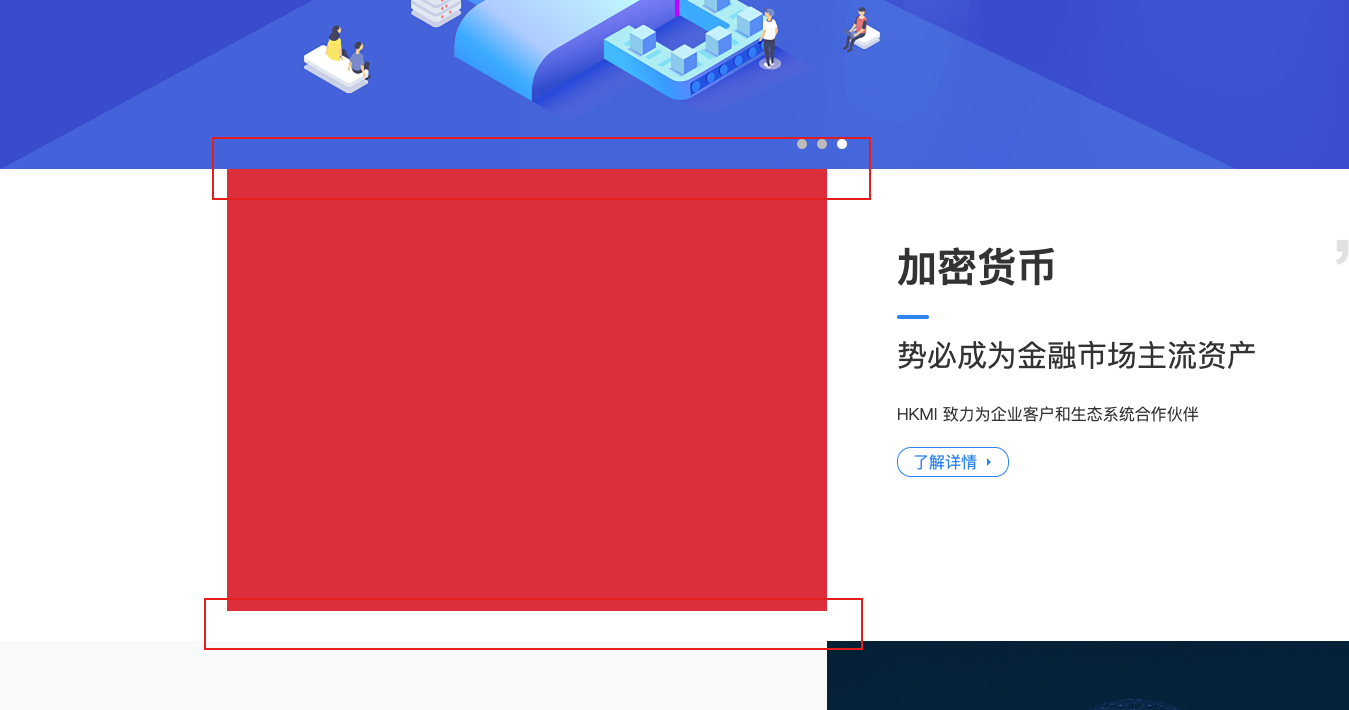 加密货币
势必成为金融市场主流资产
HKMI 致力为企业客户和生态系统合作伙伴
了解详情